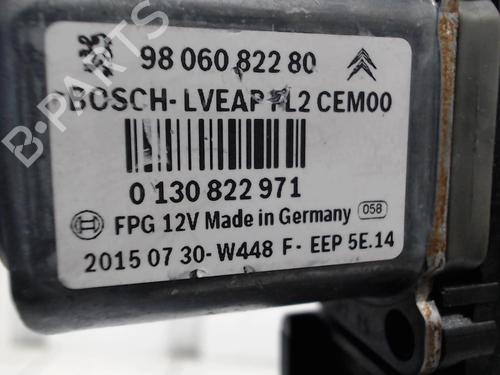 98 060 822 80
BOSCH-LVEAP FL2 CEM00
0 130 822 971
FPG 12V Made in Germany 058
2015 07 30-W448 F- EEP 5E.14
B-PARTS